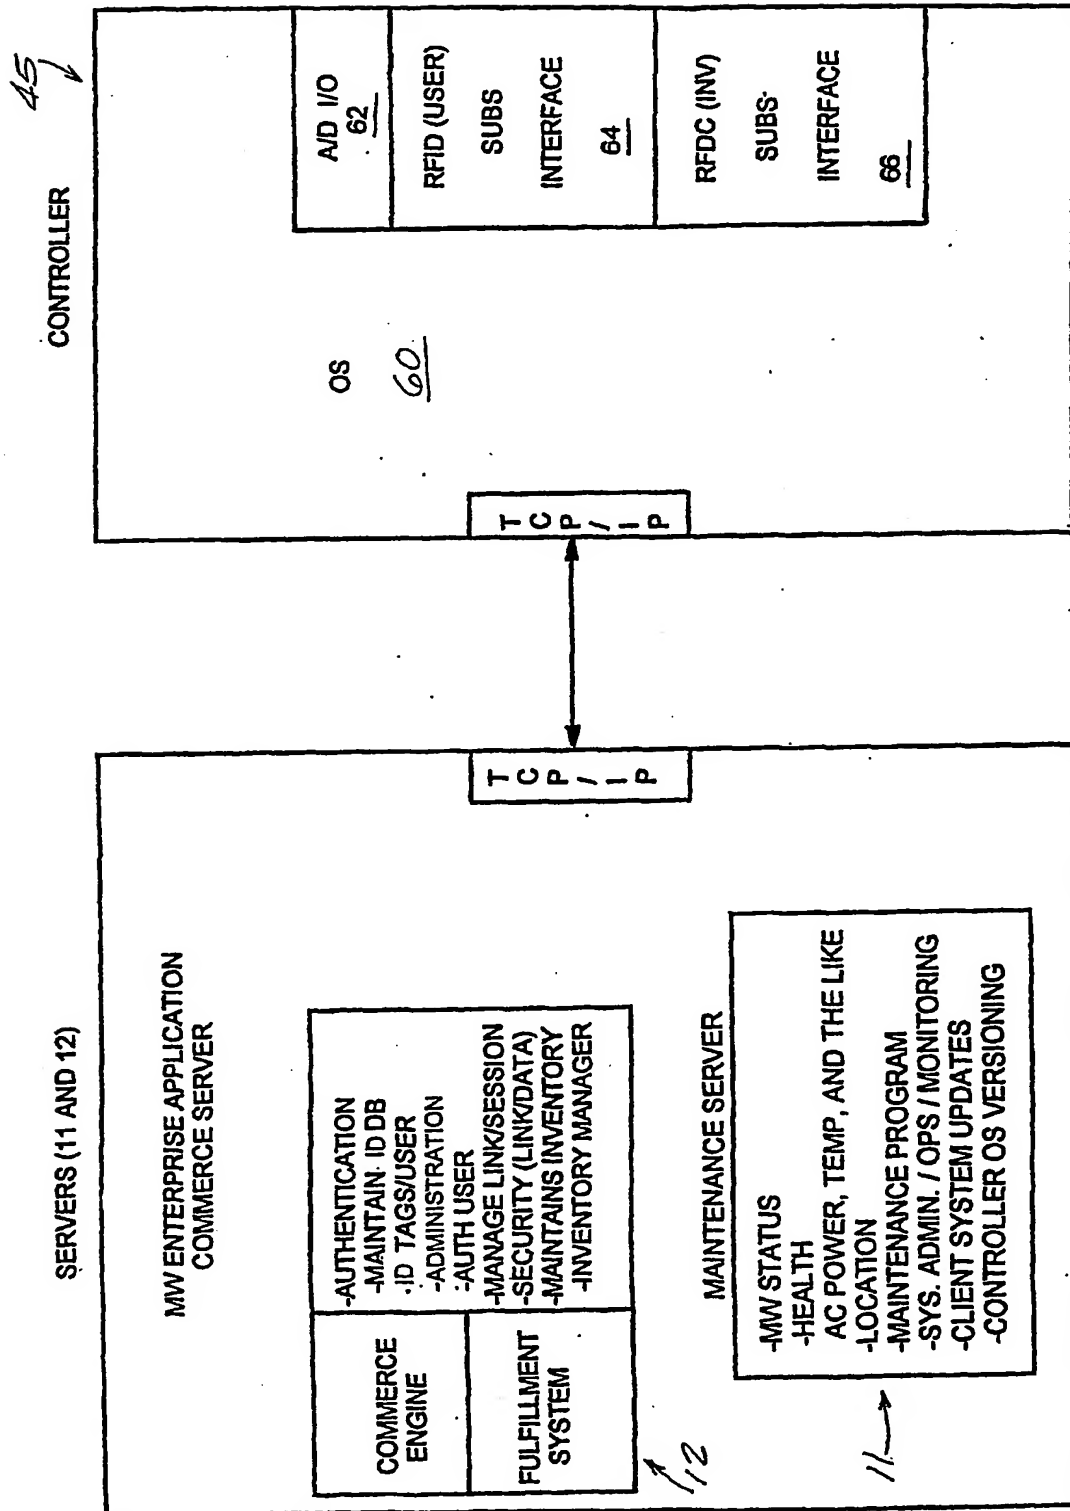 SERVERS (11 AND 12)
MW ENTERPRISE APPLICATION
COMMERCE SERVER
COMMERCE
ENGINE
FULFILLMENT
SYSTEM
-AUTHENTICATION
-MAINTAIN· ID DB
·ID TAGS/USER
-ADMINISTRATION
-AUTH USER
-MANAGE LINK/SESSION
-SECURITY (LINK/DATA)
-MAINTAINS INVENTORY
-INVENTORY MANAGER
12
MAINTENANCE SERVER
-MW STATUS
-HEALTH
AC POWER, TEMP, AND THE LIKE
-LOCATION
-MAINTENANCE PROGRAM
-SYS. ADMIN. / OPS / MONITORING
-CLIENT SYSTEM UPDATES
-CONTROLLER OS VERSIONING
11
TCP/IP
TCP/IP
CONTROLLER
45
OS
60
A/D I/O
62
RFID (USER)
SUBS
INTERFACE
64
RFDC (INV)
SUBS-
INTERFACE
66